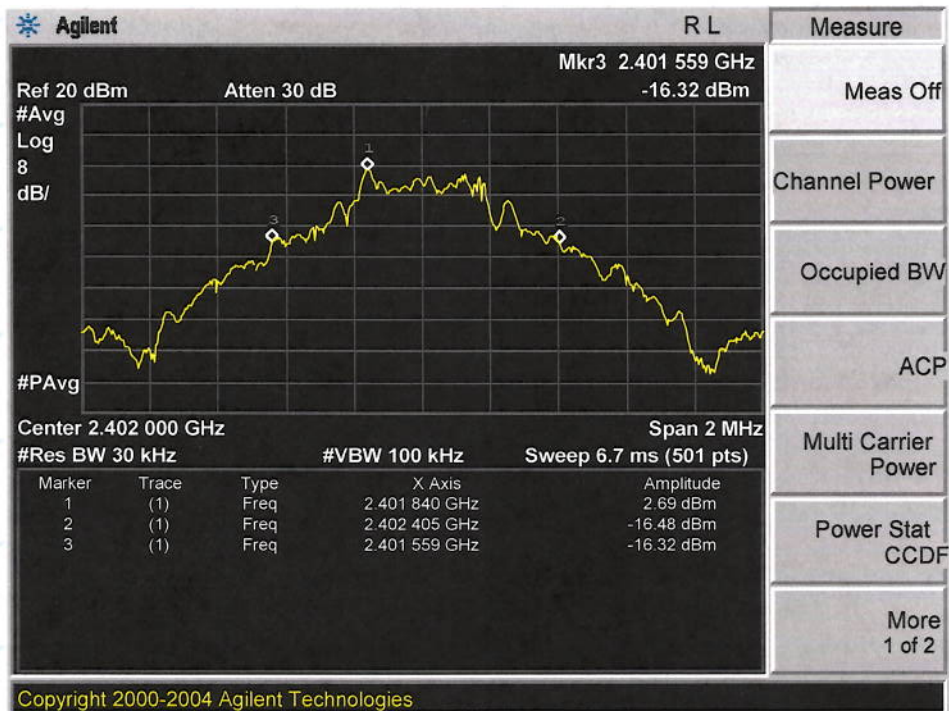 Agilent
R L
Measure
Mkr3 2.401 559 GHz
Ref 20 dBm Atten 30 dB -16.32 dBm
#Avg
Log
8
dB/
1
3
2
#PAvg
Center 2.402 000 GHz Span 2 MHz
#Res BW 30 kHz #VBW 100 kHz Sweep 6.7 ms (501 pts)
Marker Trace Type X Axis Amplitude
1 (1) Freq 2.401 840 GHz 2.69 dBm
2 (1) Freq 2.402 405 GHz -16.48 dBm
3 (1) Freq 2.401 559 GHz -16.32 dBm
Meas Off
Channel Power
Occupied BW
ACP
Multi Carrier
Power
Power Stat
CCDF
More
1 of 2
Copyright 2000-2004 Agilent Technologies